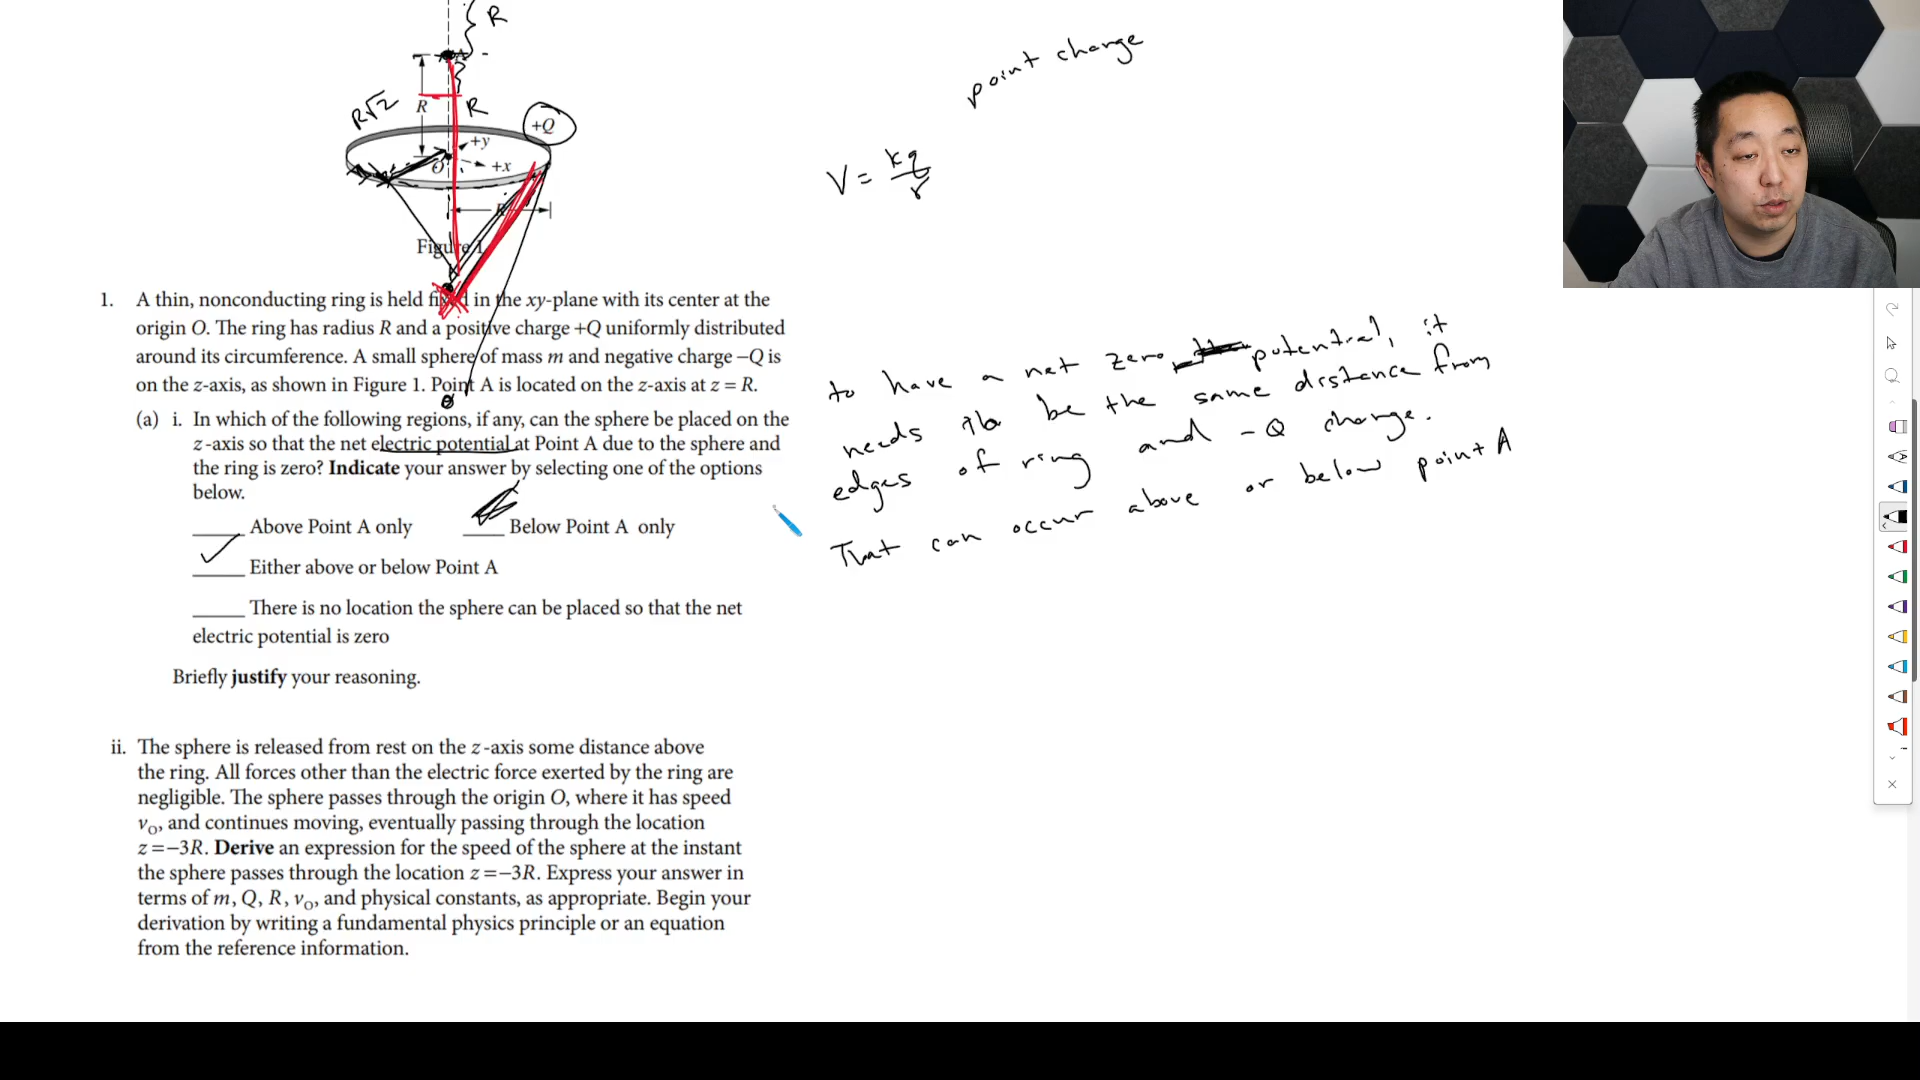 R
R√2
R
R
+Q
+y
O
+x
R
Figure 1
point charge
V = kq/r
1. A thin, nonconducting ring is held fixed in the xy-plane with its center at the
origin O. The ring has radius R and a positive charge +Q uniformly distributed
around its circumference. A small sphere of mass m and negative charge −Q is
on the z-axis, as shown in Figure 1. Point A is located on the z-axis at z = R.
(a) i. In which of the following regions, if any, can the sphere be placed on the
z-axis so that the net electric potential at Point A due to the sphere and
the ring is zero? Indicate your answer by selecting one of the options
below.
____ Above Point A only ____ Below Point A only
____ Either above or below Point A
____ There is no location the sphere can be placed so that the net
electric potential is zero
Briefly justify your reasoning.
to have a net zero potential, it
needs to be the same distance from
edges of ring and -Q charge.
That can occur above or below point A
ii. The sphere is released from rest on the z-axis some distance above
the ring. All forces other than the electric force exerted by the ring are
negligible. The sphere passes through the origin O, where it has speed
vO, and continues moving, eventually passing through the location
z=−3R. Derive an expression for the speed of the sphere at the instant
the sphere passes through the location z=−3R. Express your answer in
terms of m, Q, R, vO, and physical constants, as appropriate. Begin your
derivation by writing a fundamental physics principle or an equation
from the reference information.